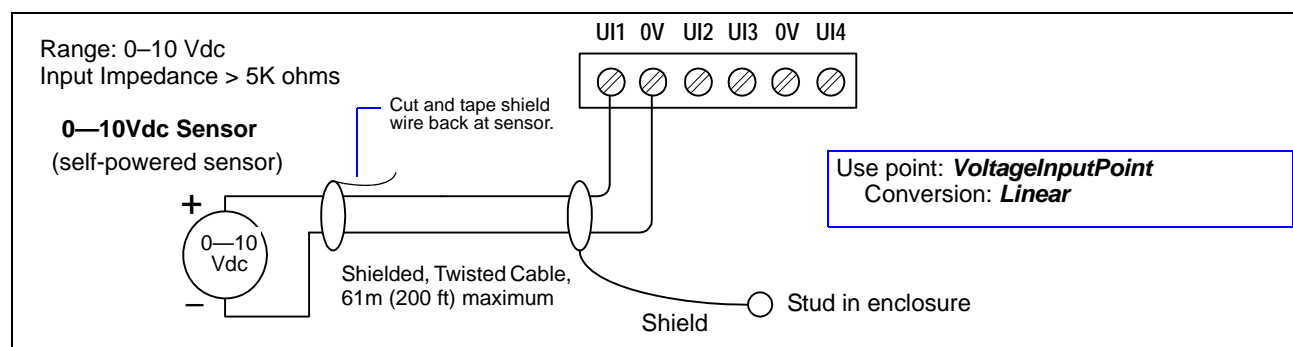 Range: 0–10 Vdc
Input Impedance > 5K ohms
UI1 0V UI2 UI3 0V UI4
Cut and tape shield
wire back at sensor.
0—10Vdc Sensor
(self-powered sensor)
Use point: VoltageInputPoint
Conversion: Linear
+
0—10
Vdc
–
Shielded, Twisted Cable,
61m (200 ft) maximum
Shield
Stud in enclosure